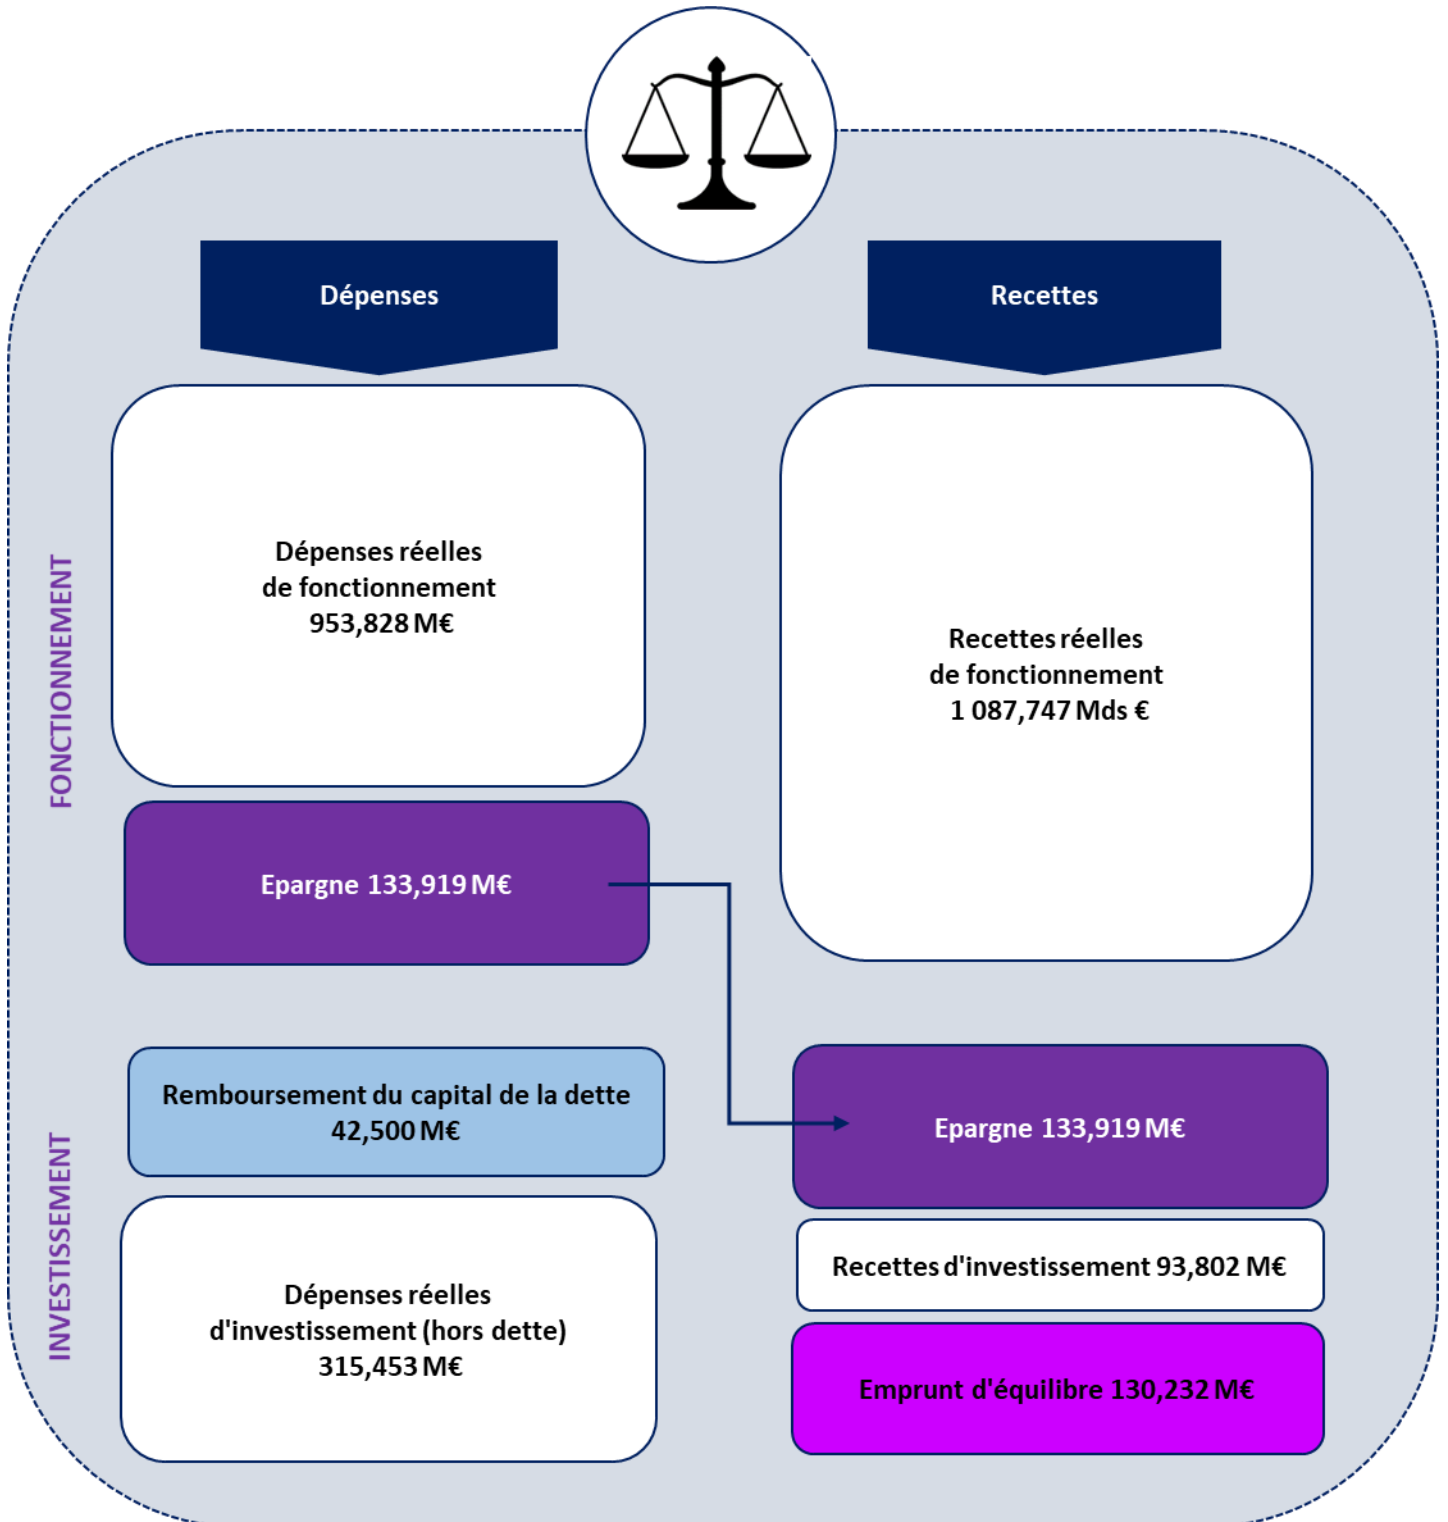 Dépenses
Recettes
FONCTIONNEMENT
Dépenses réelles
de fonctionnement
953,828 M€
Recettes réelles
de fonctionnement
1 087,747 Mds €
Epargne 133,919 M€
INVESTISSEMENT
Remboursement du capital de la dette
42,500 M€
Epargne 133,919 M€
Dépenses réelles
d'investissement (hors dette)
315,453 M€
Recettes d'investissement 93,802 M€
Emprunt d'équilibre 130,232 M€